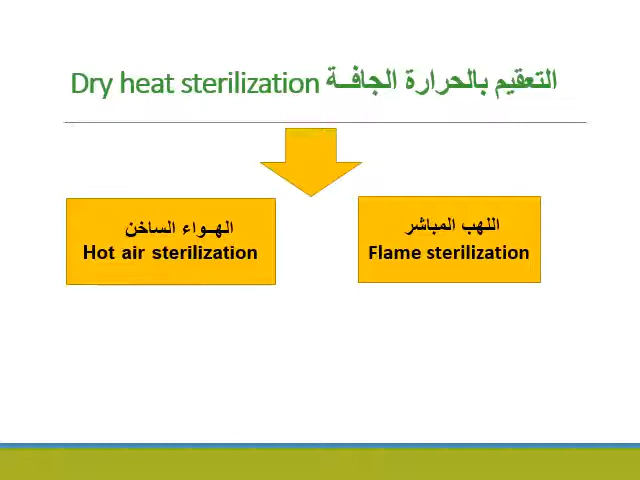 Dry heat sterilization التعقيم بالحرارة الجافــة
الهــواء الساخن
Hot air sterilization
اللهب المباشر
Flame sterilization